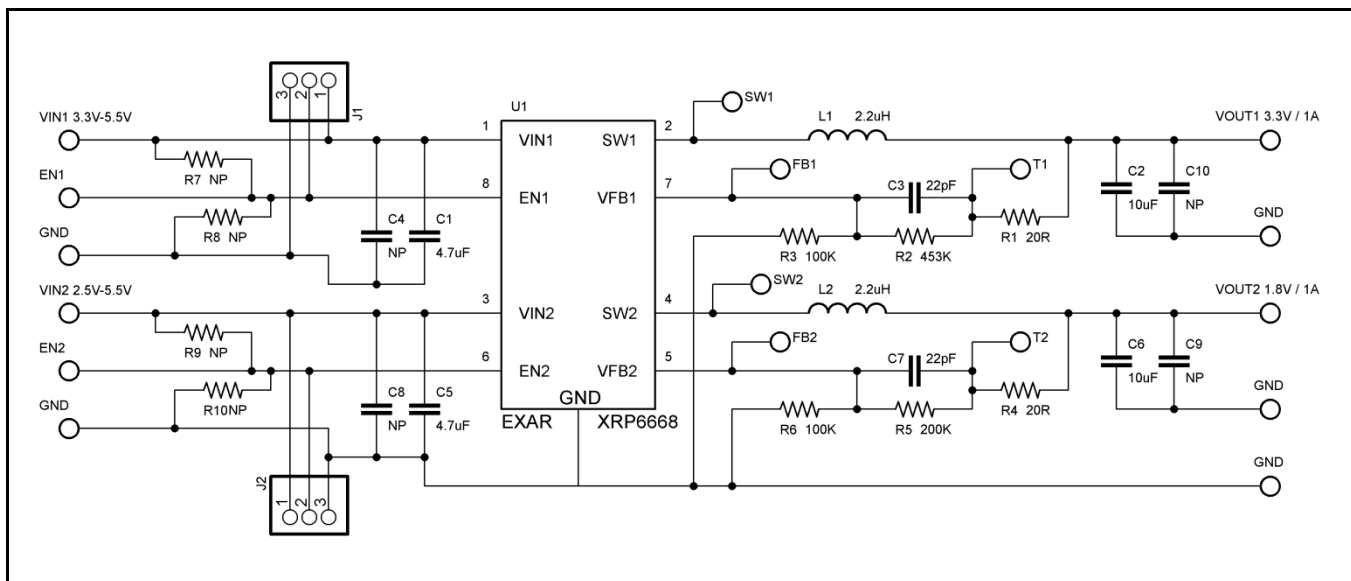 3 2 1
J1
U1
VIN1 3.3V-5.5V
1 VIN1 SW1 2
SW1
L1 2.2uH
VOUT1 3.3V / 1A
R7 NP
FB1
T1
EN1
8 EN1 VFB1 7
C3 22pF
C2
10uF
C10
NP
R8 NP
C4
NP
C1
4.7uF
GND
R3 100K
R2 453K
R1 20R
GND
SW2
VIN2 2.5V-5.5V
3 VIN2 SW2 4
L2 2.2uH
VOUT2 1.8V / 1A
R9 NP
FB2
T2
EN2
6 EN2 VFB2 5
C7 22pF
C6
10uF
C9
NP
R10NP
C8
NP
C5
4.7uF
GND
GND
EXAR XRP6668
R6 100K
R5 200K
R4 20R
GND
GND
J2
1 2 3